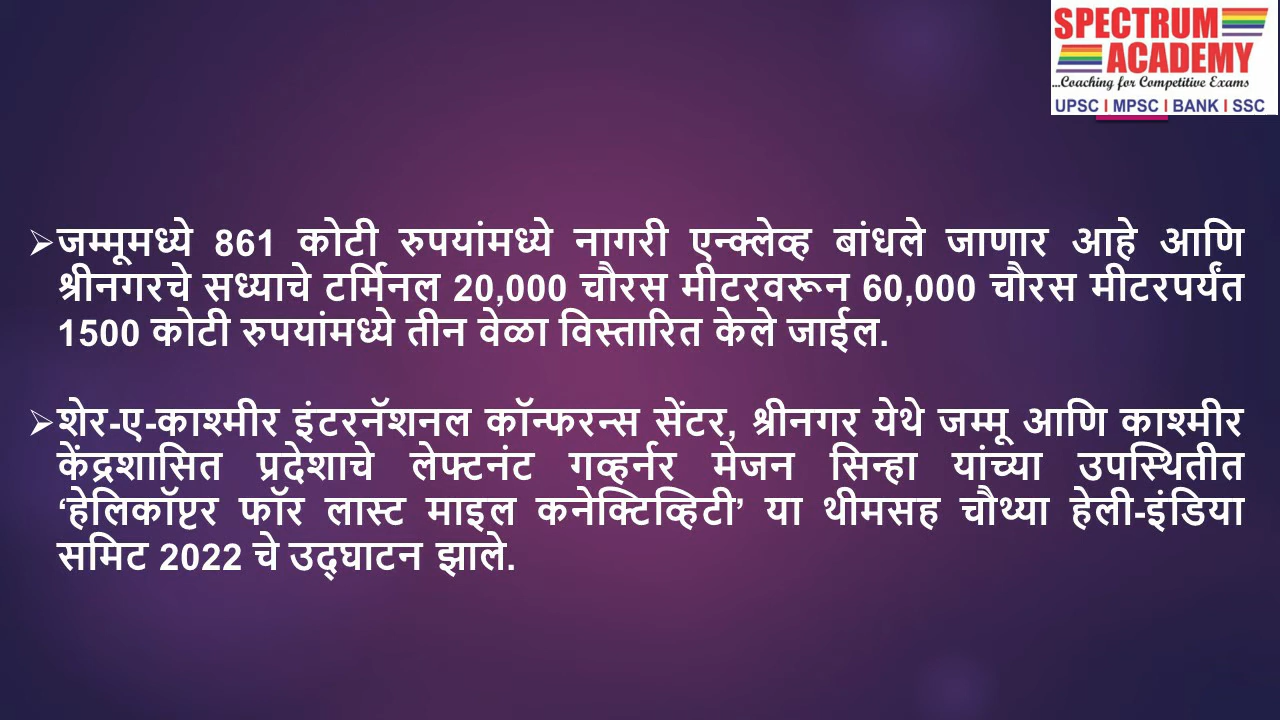 SPECTRUM
ACADEMY
...Coaching for Competitive Exams
UPSC I MPSC I BANK I SSC
➢जम्मूमध्ये 861 कोटी रुपयांमध्ये नागरी एन्क्लेव्ह बांधले जाणार आहे आणि
श्रीनगरचे सध्याचे टर्मिनल 20,000 चौरस मीटरवरून 60,000 चौरस मीटरपर्यंत
1500 कोटी रुपयांमध्ये तीन वेळा विस्तारित केले जाईल.
➢शेर-ए-काश्मीर इंटरनॅशनल कॉन्फरन्स सेंटर, श्रीनगर येथे जम्मू आणि काश्मीर
केंद्रशासित प्रदेशाचे लेफ्टनंट गव्हर्नर मेजन सिन्हा यांच्या उपस्थितीत
‘हेलिकॉप्टर फॉर लास्ट माइल कनेक्टिव्हिटी’ या थीमसह चौथ्या हेली-इंडिया
समिट 2022 चे उद्घाटन झाले.